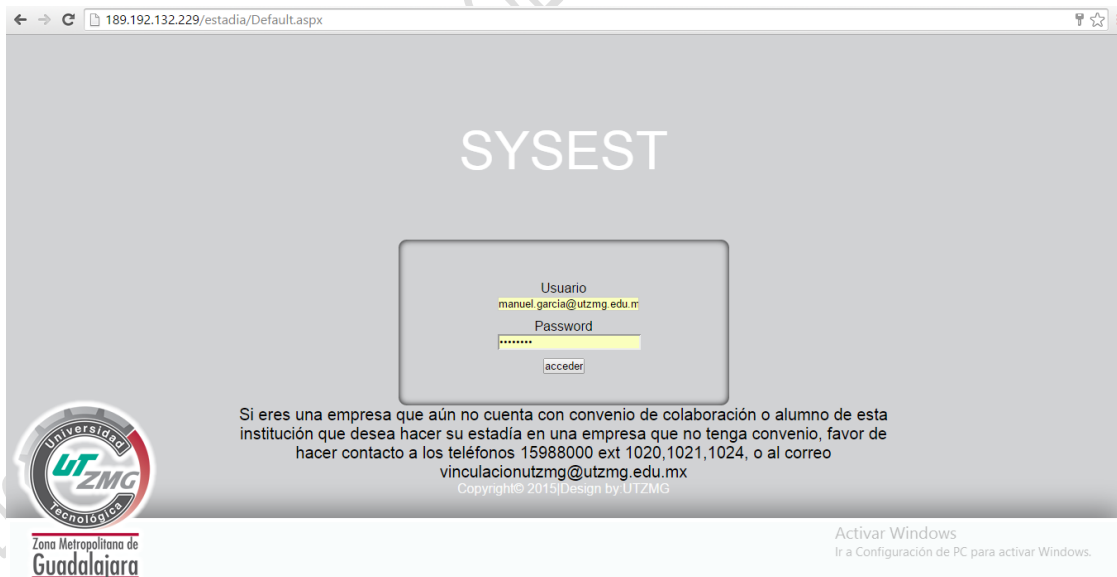 189.192.132.229/estadia/Default.aspx
SYSEST
Usuario
manuel.garcia@utzmg.edu.m
Password
••••••••
acceder
Si eres una empresa que aún no cuenta con convenio de colaboración o alumno de esta
institución que desea hacer su estadía en una empresa que no tenga convenio, favor de
hacer contacto a los teléfonos 15988000 ext 1020,1021,1024, o al correo
vinculacionutzmg@utzmg.edu.mx
Copyright© 2015|Design by UTZMG
Universidad
UTZMG
Tecnológica
Zona Metropolitana de
Guadalajara
Activar Windows
Ir a Configuración de PC para activar Windows.